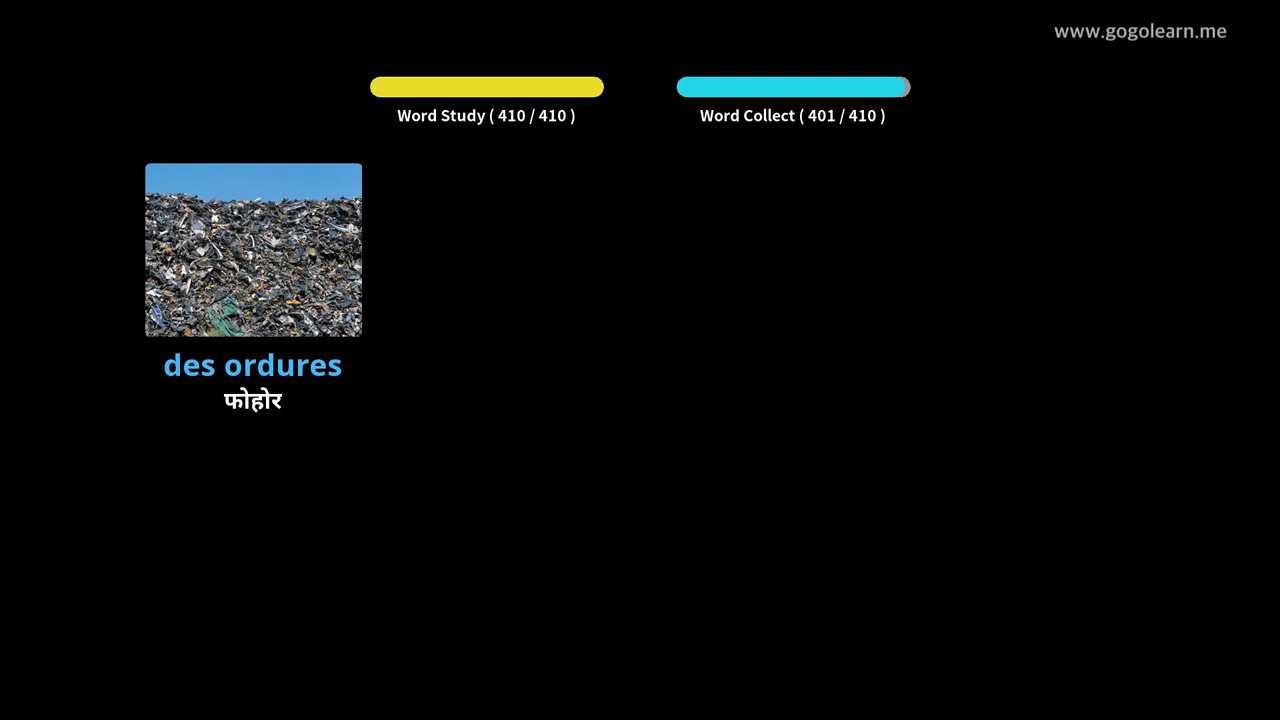 www.gogolearn.me
Word Study ( 410 / 410 )
Word Collect ( 401 / 410 )
des ordures
फोहोर